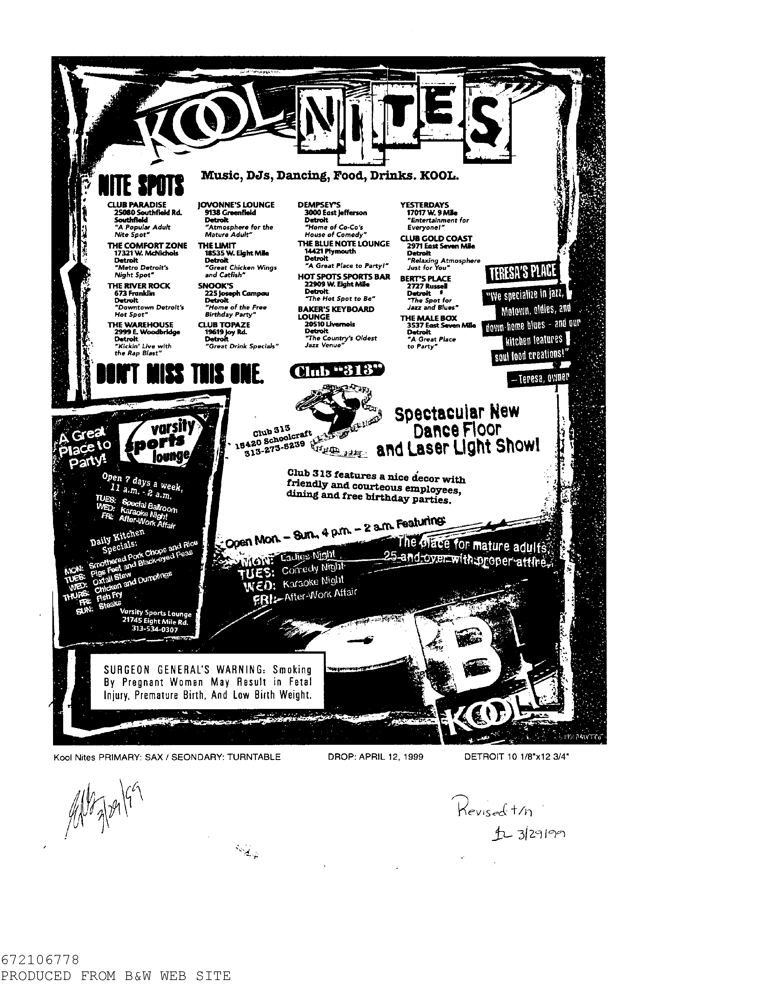 KOOL NITES
Music, DJs, Dancing, Food, Drinks. KOOL.
NITE SPOTS
CLUB PARADISE
25080 Southfield Rd.
Southfield
"A Popular Adult
Nite Spot"
THE COMFORT ZONE
17321 W. McNichols
Detroit
"Metro Detroit's
Night Spot"
THE RIVER ROCK
673 Franklin
Detroit
"Downtown Detroit's
Hot Spot"
THE WAREHOUSE
2999 E. Woodbridge
Detroit
"Kickin' Live with
the Rap Blast"
JOVONNE'S LOUNGE
9138 Greenfield
Detroit
"Atmosphere for the
Mature Adult"
THE LIMIT
18535 W. Eight Mile
Detroit
"Great Chicken Wings
and Catfish"
SNOOK'S
225 Joseph Campau
Detroit
"Home of the Free
Birthday Party"
CLUB TOPAZE
19619 Joy Rd.
Detroit
"Great Drink Specials"
DEMPSEY'S
3000 East Jefferson
Detroit
"Home of Co-Co's
House of Comedy"
THE BLUE NOTE LOUNGE
14421 Plymouth
Detroit
"A Great Place to Party!"
HOT SPOTS SPORTS BAR
22909 W. Eight Mile
Detroit
"The Hot Spot to Be"
BAKER'S KEYBOARD
LOUNGE
20510 Livernois
Detroit
"The Country's Oldest
Jazz Venue"
YESTERDAYS
17017 W. 9 Mile
"Entertainment for
Everyone!"
CLUB GOLD COAST
2971 East Seven Mile
Detroit
"Relaxing Atmosphere
Just for You"
BERT'S PLACE
2727 Russell
Detroit
"The Spot for
Jazz and Blues"
THE MALE BOX
3537 East Seven Mile
Detroit
"A Great Place
to Party"
TERESA'S PLACE
"We specialize in jazz,
Motown, oldies, and
down-home blues - and our
kitchen features
soul food creations!"
– Teresa, owner
DON'T MISS THIS ONE.
Club "313"
Club 313
15420 Schoolcraft
313-273-5239
Spectacular New
Dance Floor
and Laser Light Show!
Club 313 features a nice decor with
friendly and courteous employees,
dining and free birthday parties.
Open Mon. – Sun., 4 p.m. – 2 a.m. Featuring:
MON: Ladies Night
TUES: Comedy Night
WED: Karaoke Night
FRI: After-Work Affair
The place for mature adults,
25 and over with proper attire.
A Great
Place to
Party!
varsity
sports
lounge
Open 7 days a week,
11 a.m. - 2 a.m.
TUES: Special Ballroom
WED: Karaoke Night
FRI: After-Work Affair
Daily Kitchen
Specials:
MON: Smothered Pork Chops and Rice
TUES: Pigs Feet and Black-eyed Peas
WED: Oxtail Stew
THURS: Chicken and Dumplings
FRI: Fish Fry
SUN: Steaks
Varsity Sports Lounge
21745 Eight Mile Rd.
313-534-0307
B
KOOL
SURGEON GENERAL'S WARNING: Smoking
By Pregnant Women May Result in Fetal
Injury, Premature Birth, And Low Birth Weight.
Kool Nites PRIMARY: SAX / SEONDARY: TURNTABLE
DROP: APRIL 12, 1999
DETROIT 10 1/8"x12 3/4"
3/29/99
Revised t/n
3/29/99
672106778
PRODUCED FROM B&W WEB SITE